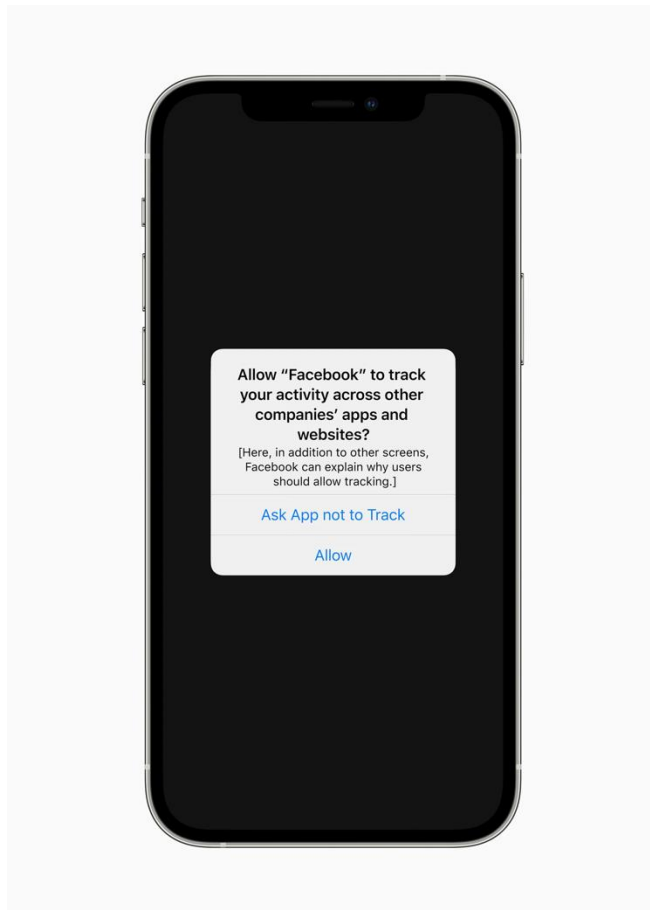 Allow “Facebook” to track
your activity across other
companies’ apps and
websites?
[Here, in addition to other screens,
Facebook can explain why users
should allow tracking.]
Ask App not to Track
Allow